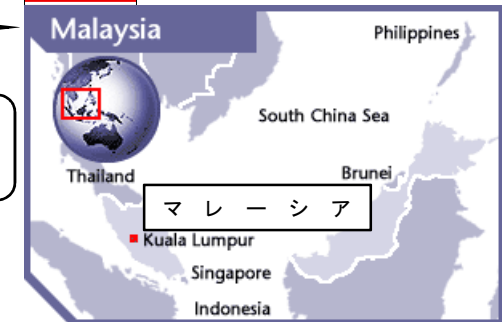 Malaysia
Philippines
South China Sea
Thailand
Brunei
マレーシア
Kuala Lumpur
Singapore
Indonesia